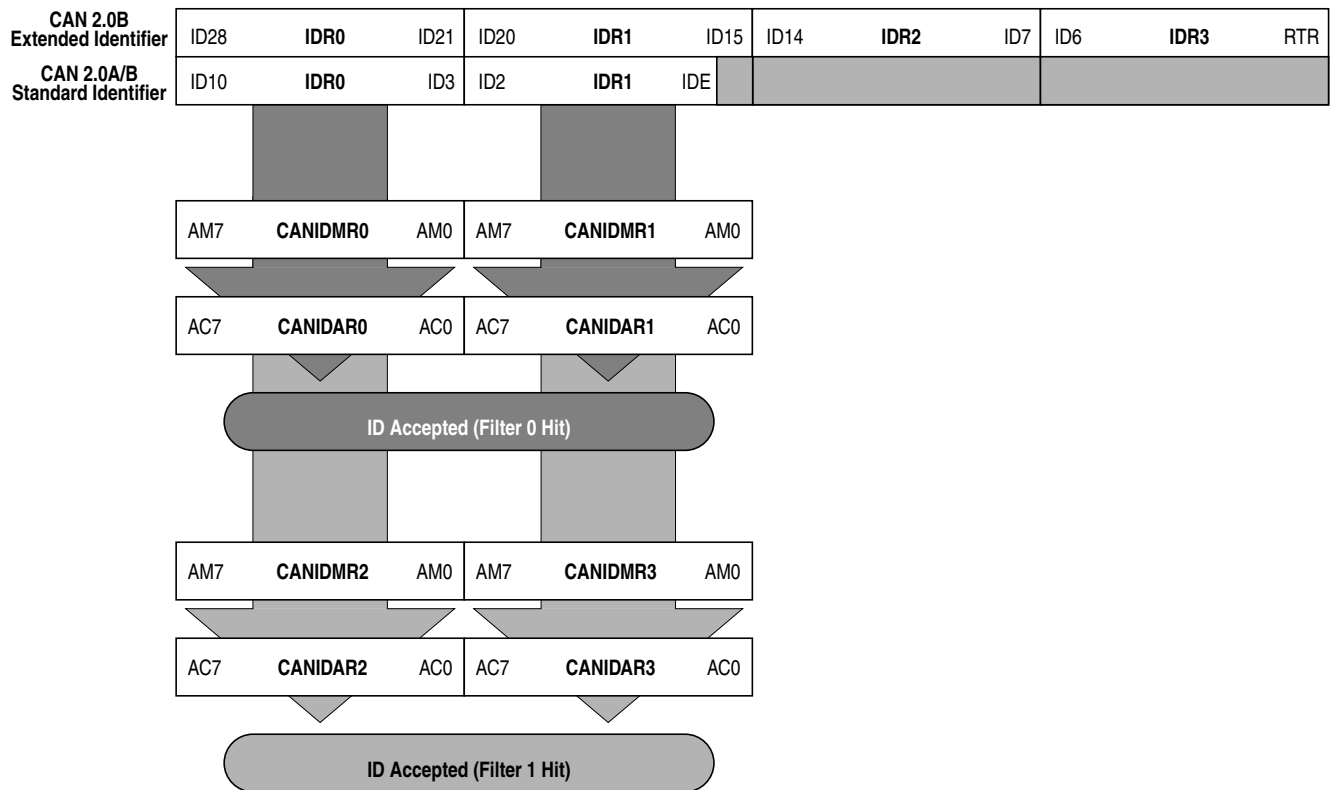 CAN 2.0B
Extended Identifier
ID28 IDR0 ID21 ID20 IDR1 ID15 ID14 IDR2 ID7 ID6 IDR3 RTR
CAN 2.0A/B
Standard Identifier
ID10 IDR0 ID3 ID2 IDR1 IDE
AM7 CANIDMR0 AM0 AM7 CANIDMR1 AM0
AC7 CANIDAR0 AC0 AC7 CANIDAR1 AC0
ID Accepted (Filter 0 Hit)
AM7 CANIDMR2 AM0 AM7 CANIDMR3 AM0
AC7 CANIDAR2 AC0 AC7 CANIDAR3 AC0
ID Accepted (Filter 1 Hit)